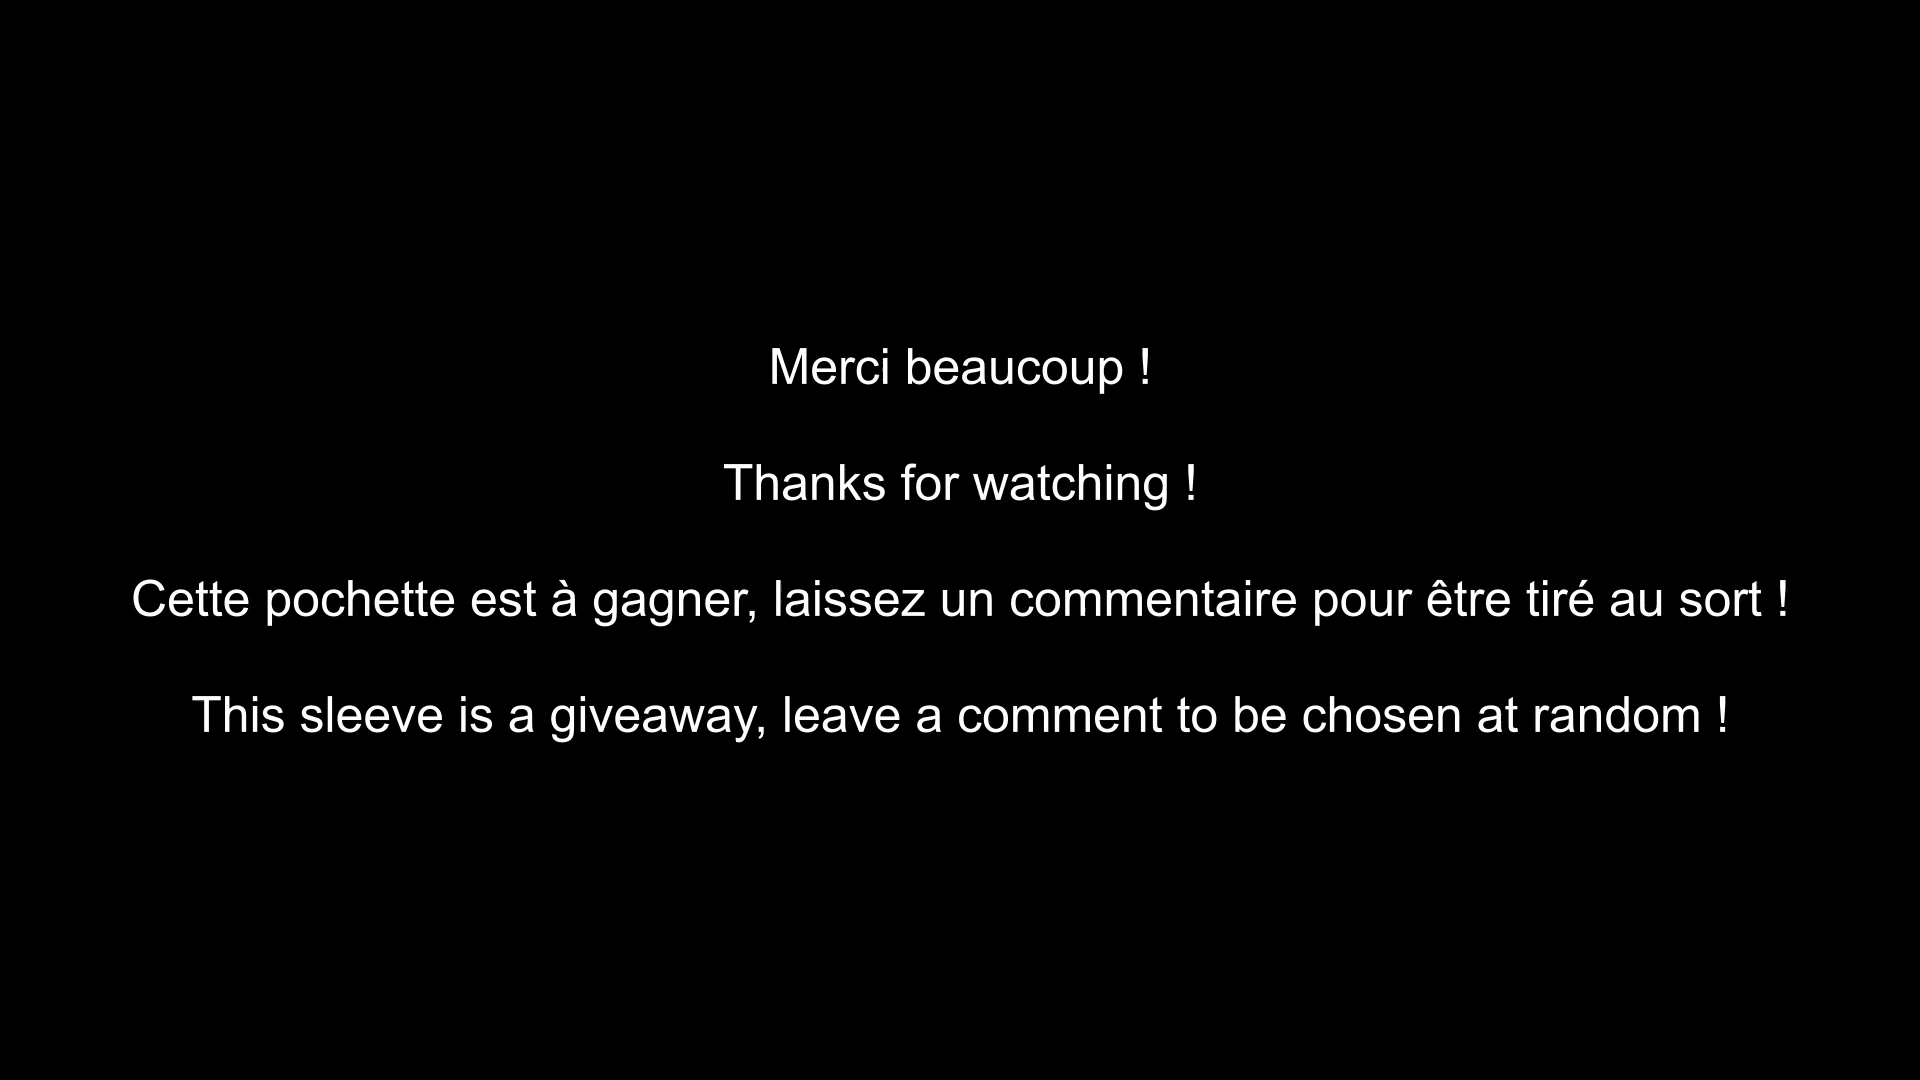 Merci beaucoup !
Thanks for watching !
Cette pochette est à gagner, laissez un commentaire pour être tiré au sort !
This sleeve is a giveaway, leave a comment to be chosen at random !